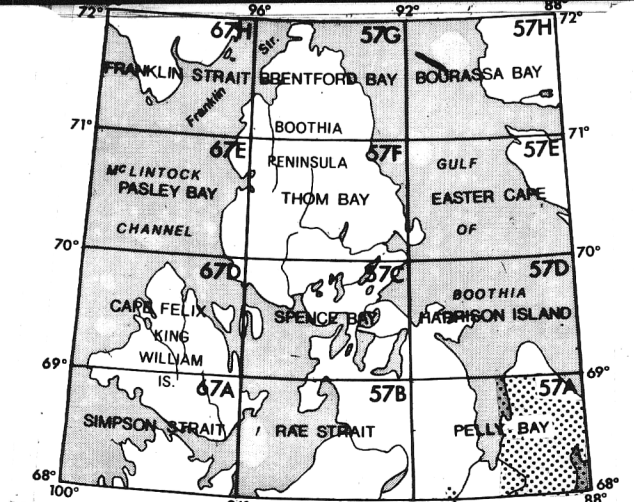 72° 96° 92° 88° 72°
67H 57G 57H
Sir.
FRANKLIN STRAIT BRENTFORD BAY BOURASSA BAY
Franklin
BOOTHIA
71° 71°
67E 57F 57E
PENINSULA GULF
McLINTOCK
PASLEY BAY THOM BAY EASTER CAPE
CHANNEL OF
70° 70°
67D 57C 57D
BOOTHIA
CAPE FELIX SPENCE BAY HARRISON ISLAND
KING
WILLIAM
69° 69°
IS. 67A 57B 57A
SIMPSON STRAIT RAE STRAIT PELLY BAY
68° 68°
100° 88°